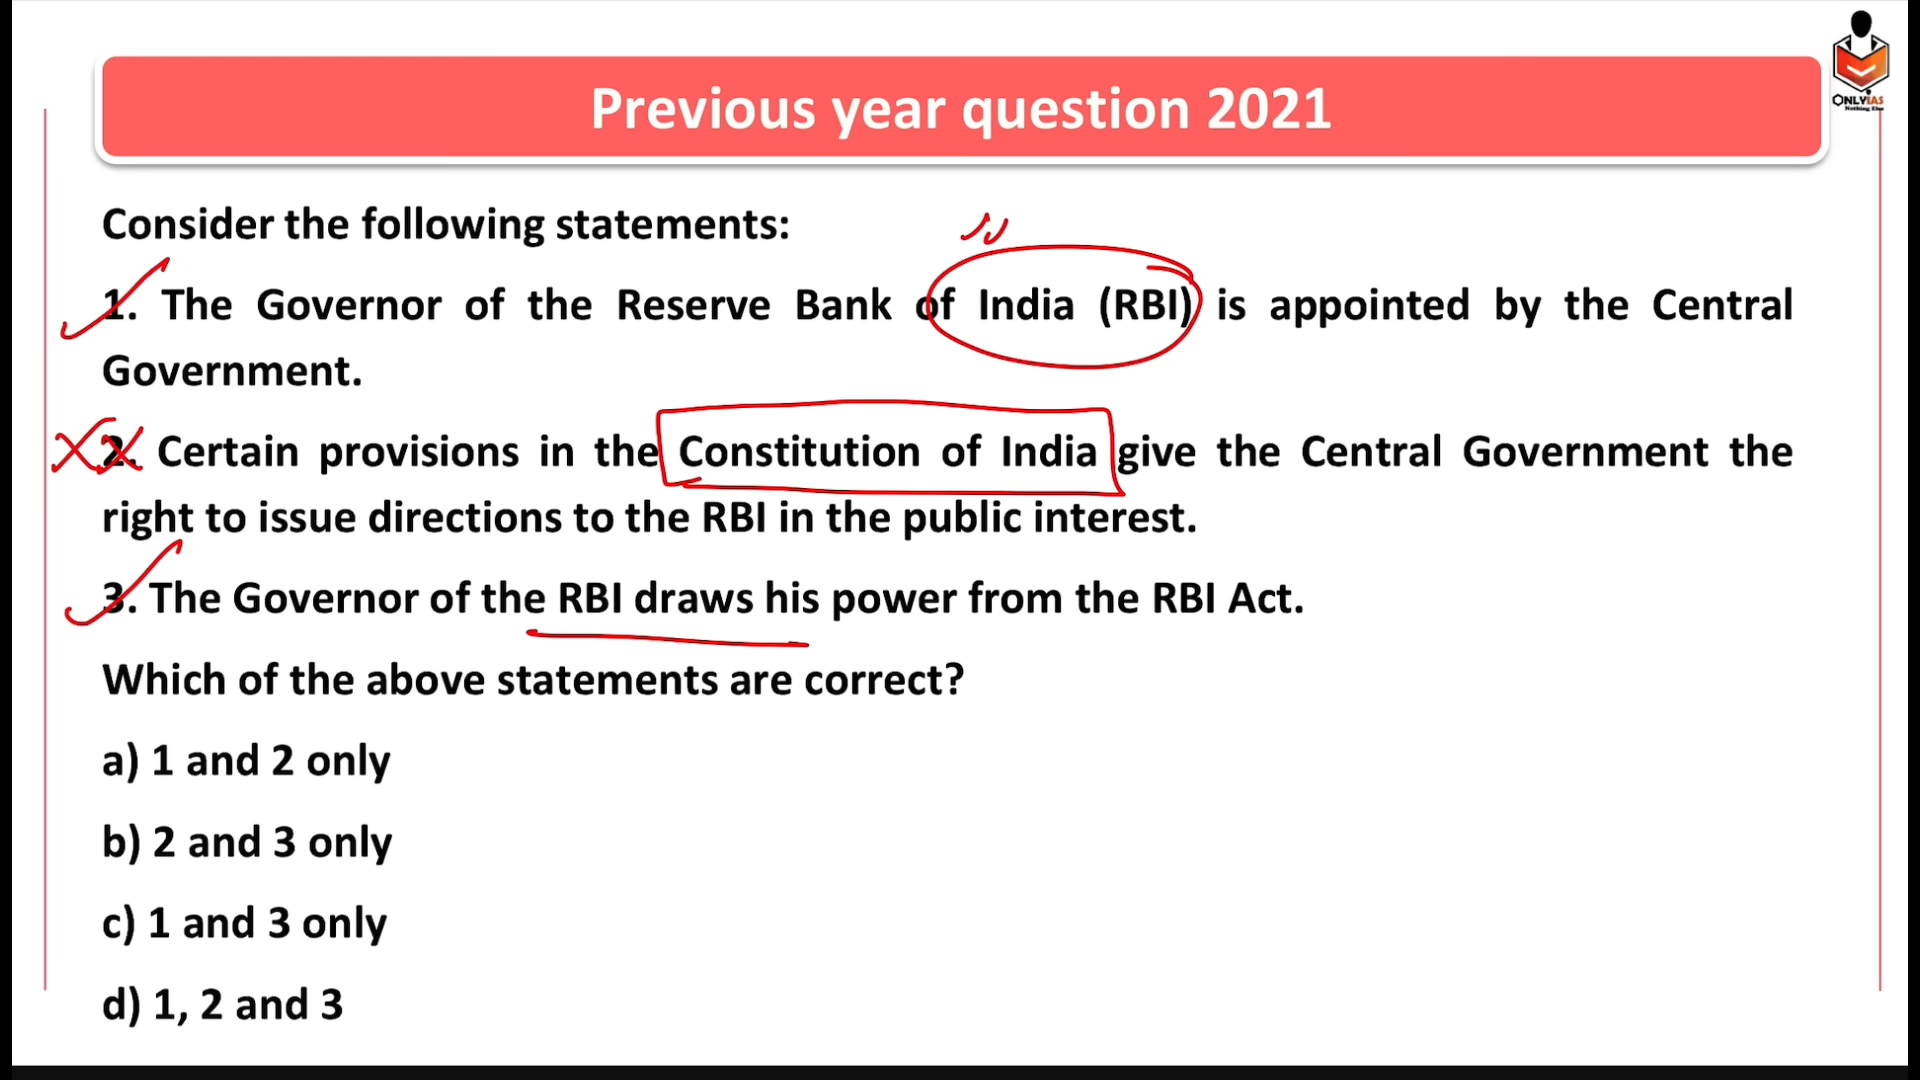 Previous year question 2021
ONLYIAS
Nothing Else
Consider the following statements:
1. The Governor of the Reserve Bank of India (RBI) is appointed by the Central
Government.
2. Certain provisions in the Constitution of India give the Central Government the
right to issue directions to the RBI in the public interest.
3. The Governor of the RBI draws his power from the RBI Act.
Which of the above statements are correct?
a) 1 and 2 only
b) 2 and 3 only
c) 1 and 3 only
d) 1, 2 and 3